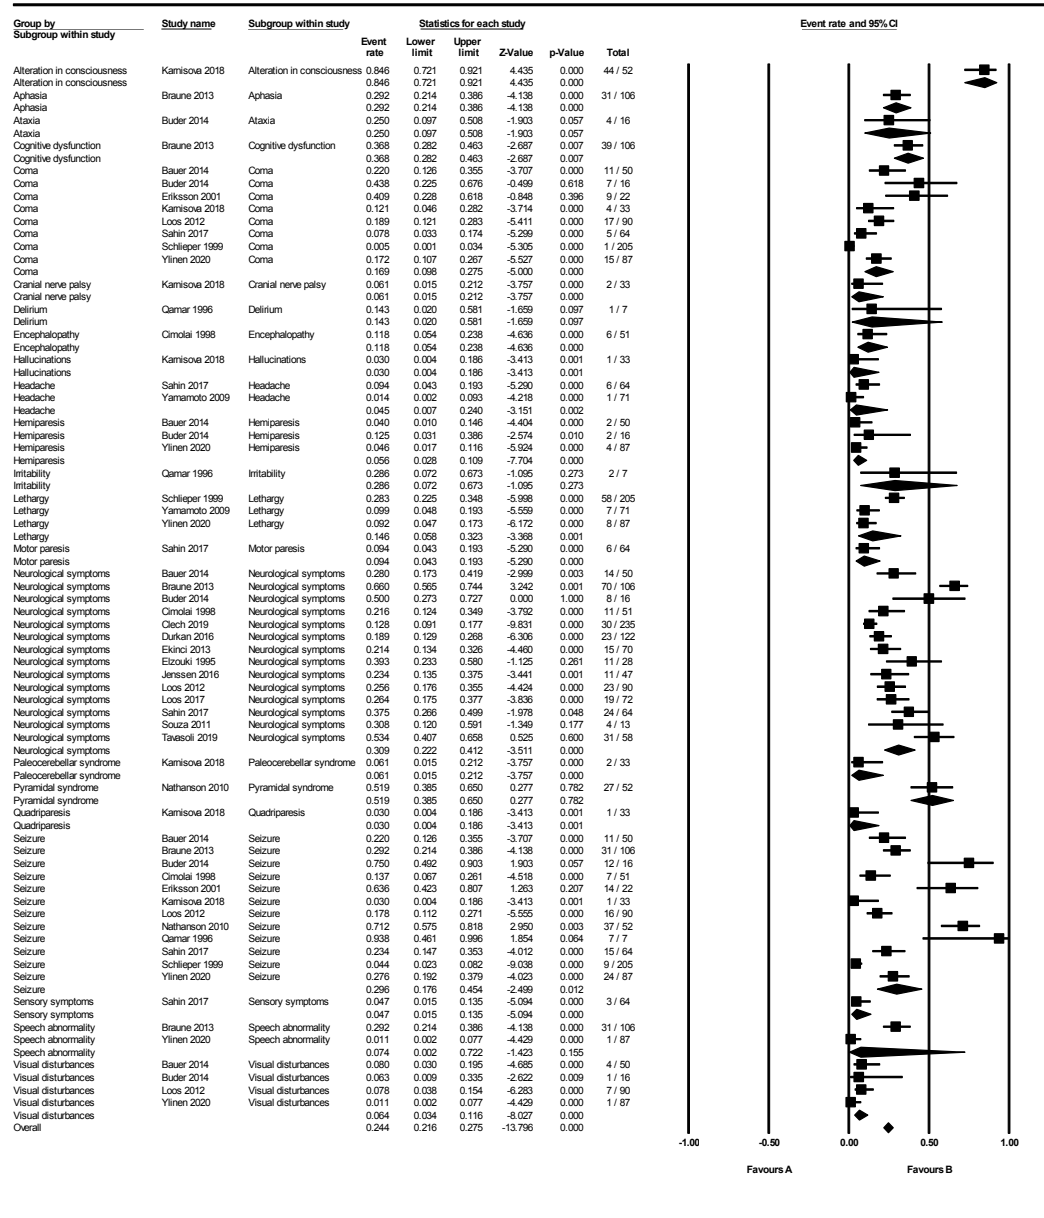 Group by Study name Subgroup within study Statistics for each study Event rate and 95% CI
Subgroup within study
Event Lower Upper
rate limit limit Z-Value p-Value Total
Alteration in consciousness Kamisova 2018 Alteration in consciousness 0.846 0.721 0.921 4.435 0.000 44 / 52
Alteration in consciousness 0.846 0.721 0.921 4.435 0.000
Aphasia Braune 2013 Aphasia 0.292 0.214 0.386 -4.138 0.000 31 / 106
Aphasia 0.292 0.214 0.386 -4.138 0.000
Ataxia Buder 2014 Ataxia 0.250 0.097 0.508 -1.903 0.057 4 / 16
Ataxia 0.250 0.097 0.508 -1.903 0.057
Cognitive dysfunction Braune 2013 Cognitive dysfunction 0.368 0.282 0.463 -2.687 0.007 39 / 106
Cognitive dysfunction 0.368 0.282 0.463 -2.687 0.007
Coma Bauer 2014 Coma 0.220 0.126 0.355 -3.707 0.000 11 / 50
Coma Buder 2014 Coma 0.438 0.225 0.676 -0.499 0.618 7 / 16
Coma Eriksson 2001 Coma 0.409 0.228 0.618 -0.848 0.396 9 / 22
Coma Kamisova 2018 Coma 0.121 0.046 0.282 -3.714 0.000 4 / 33
Coma Loos 2012 Coma 0.189 0.121 0.283 -5.411 0.000 17 / 90
Coma Sahin 2017 Coma 0.078 0.033 0.174 -5.299 0.000 5 / 64
Coma Schlieper 1999 Coma 0.005 0.001 0.034 -5.305 0.000 1 / 205
Coma Ylinen 2020 Coma 0.172 0.107 0.267 -5.527 0.000 15 / 87
Coma 0.169 0.098 0.275 -5.000 0.000
Cranial nerve palsy Kamisova 2018 Cranial nerve palsy 0.061 0.015 0.212 -3.757 0.000 2 / 33
Cranial nerve palsy 0.061 0.015 0.212 -3.757 0.000
Delirium Qamar 1996 Delirium 0.143 0.020 0.581 -1.659 0.097 1 / 7
Delirium 0.143 0.020 0.581 -1.659 0.097
Encephalopathy Cimolai 1998 Encephalopathy 0.118 0.054 0.238 -4.636 0.000 6 / 51
Encephalopathy 0.118 0.054 0.238 -4.636 0.000
Hallucinations Kamisova 2018 Hallucinations 0.030 0.004 0.186 -3.413 0.001 1 / 33
Hallucinations 0.030 0.004 0.186 -3.413 0.001
Headache Sahin 2017 Headache 0.094 0.043 0.193 -5.290 0.000 6 / 64
Headache Yamamoto 2009 Headache 0.014 0.002 0.093 -4.218 0.000 1 / 71
Headache 0.045 0.007 0.240 -3.151 0.002
Hemiparesis Bauer 2014 Hemiparesis 0.040 0.010 0.146 -4.404 0.000 2 / 50
Hemiparesis Buder 2014 Hemiparesis 0.125 0.031 0.386 -2.574 0.010 2 / 16
Hemiparesis Ylinen 2020 Hemiparesis 0.046 0.017 0.116 -5.924 0.000 4 / 87
Hemiparesis 0.056 0.028 0.109 -7.704 0.000
Irritability Qamar 1996 Irritability 0.286 0.072 0.673 -1.095 0.273 2 / 7
Irritability 0.286 0.072 0.673 -1.095 0.273
Lethargy Schlieper 1999 Lethargy 0.283 0.225 0.348 -5.998 0.000 58 / 205
Lethargy Yamamoto 2009 Lethargy 0.099 0.048 0.193 -5.559 0.000 7 / 71
Lethargy Ylinen 2020 Lethargy 0.092 0.047 0.173 -6.172 0.000 8 / 87
Lethargy 0.146 0.058 0.323 -3.368 0.001
Motor paresis Sahin 2017 Motor paresis 0.094 0.043 0.193 -5.290 0.000 6 / 64
Motor paresis 0.094 0.043 0.193 -5.290 0.000
Neurological symptoms Bauer 2014 Neurological symptoms 0.280 0.173 0.419 -2.999 0.003 14 / 50
Neurological symptoms Braune 2013 Neurological symptoms 0.660 0.565 0.744 3.242 0.001 70 / 106
Neurological symptoms Buder 2014 Neurological symptoms 0.500 0.273 0.727 0.000 1.000 8 / 16
Neurological symptoms Cimolai 1998 Neurological symptoms 0.216 0.124 0.349 -3.792 0.000 11 / 51
Neurological symptoms Clech 2019 Neurological symptoms 0.128 0.091 0.177 -9.831 0.000 30 / 235
Neurological symptoms Durkan 2016 Neurological symptoms 0.189 0.129 0.268 -6.306 0.000 23 / 122
Neurological symptoms Ekinci 2013 Neurological symptoms 0.214 0.134 0.326 -4.460 0.000 15 / 70
Neurological symptoms Elzouki 1995 Neurological symptoms 0.393 0.233 0.580 -1.125 0.261 11 / 28
Neurological symptoms Jenssen 2016 Neurological symptoms 0.234 0.135 0.375 -3.441 0.001 11 / 47
Neurological symptoms Loos 2012 Neurological symptoms 0.256 0.176 0.355 -4.424 0.000 23 / 90
Neurological symptoms Loos 2017 Neurological symptoms 0.264 0.175 0.377 -3.836 0.000 19 / 72
Neurological symptoms Sahin 2017 Neurological symptoms 0.375 0.266 0.499 -1.978 0.048 24 / 64
Neurological symptoms Souza 2011 Neurological symptoms 0.308 0.120 0.591 -1.349 0.177 4 / 13
Neurological symptoms Tavasoli 2019 Neurological symptoms 0.534 0.407 0.658 0.525 0.600 31 / 58
Neurological symptoms 0.309 0.222 0.412 -3.511 0.000
Paleocerebellar syndrome Kamisova 2018 Paleocerebellar syndrome 0.061 0.015 0.212 -3.757 0.000 2 / 33
Paleocerebellar syndrome 0.061 0.015 0.212 -3.757 0.000
Pyramidal syndrome Nathanson 2010 Pyramidal syndrome 0.519 0.385 0.650 0.277 0.782 27 / 52
Pyramidal syndrome 0.519 0.385 0.650 0.277 0.782
Quadriparesis Kamisova 2018 Quadriparesis 0.030 0.004 0.186 -3.413 0.001 1 / 33
Quadriparesis 0.030 0.004 0.186 -3.413 0.001
Seizure Bauer 2014 Seizure 0.220 0.126 0.355 -3.707 0.000 11 / 50
Seizure Braune 2013 Seizure 0.292 0.214 0.386 -4.138 0.000 31 / 106
Seizure Buder 2014 Seizure 0.750 0.492 0.903 1.903 0.057 12 / 16
Seizure Cimolai 1998 Seizure 0.137 0.067 0.261 -4.518 0.000 7 / 51
Seizure Eriksson 2001 Seizure 0.636 0.423 0.807 1.263 0.207 14 / 22
Seizure Kamisova 2018 Seizure 0.030 0.004 0.186 -3.413 0.001 1 / 33
Seizure Loos 2012 Seizure 0.178 0.112 0.271 -5.555 0.000 16 / 90
Seizure Nathanson 2010 Seizure 0.712 0.575 0.818 2.950 0.003 37 / 52
Seizure Qamar 1996 Seizure 0.938 0.461 0.996 1.854 0.064 7 / 7
Seizure Sahin 2017 Seizure 0.234 0.147 0.353 -4.012 0.000 15 / 64
Seizure Schlieper 1999 Seizure 0.044 0.023 0.082 -9.038 0.000 9 / 205
Seizure Ylinen 2020 Seizure 0.276 0.192 0.379 -4.023 0.000 24 / 87
Seizure 0.296 0.176 0.454 -2.499 0.012
Sensory symptoms Sahin 2017 Sensory symptoms 0.047 0.015 0.135 -5.094 0.000 3 / 64
Sensory symptoms 0.047 0.015 0.135 -5.094 0.000
Speech abnormality Braune 2013 Speech abnormality 0.292 0.214 0.386 -4.138 0.000 31 / 106
Speech abnormality Ylinen 2020 Speech abnormality 0.011 0.002 0.077 -4.429 0.000 1 / 87
Speech abnormality 0.074 0.002 0.722 -1.423 0.155
Visual disturbances Bauer 2014 Visual disturbances 0.080 0.030 0.195 -4.685 0.000 4 / 50
Visual disturbances Buder 2014 Visual disturbances 0.063 0.009 0.335 -2.622 0.009 1 / 16
Visual disturbances Loos 2012 Visual disturbances 0.078 0.038 0.154 -6.283 0.000 7 / 90
Visual disturbances Ylinen 2020 Visual disturbances 0.011 0.002 0.077 -4.429 0.000 1 / 87
Visual disturbances 0.064 0.034 0.116 -8.027 0.000
Overall 0.244 0.216 0.275 -13.796 0.000
-1.00 -0.50 0.00 0.50 1.00
Favours A Favours B